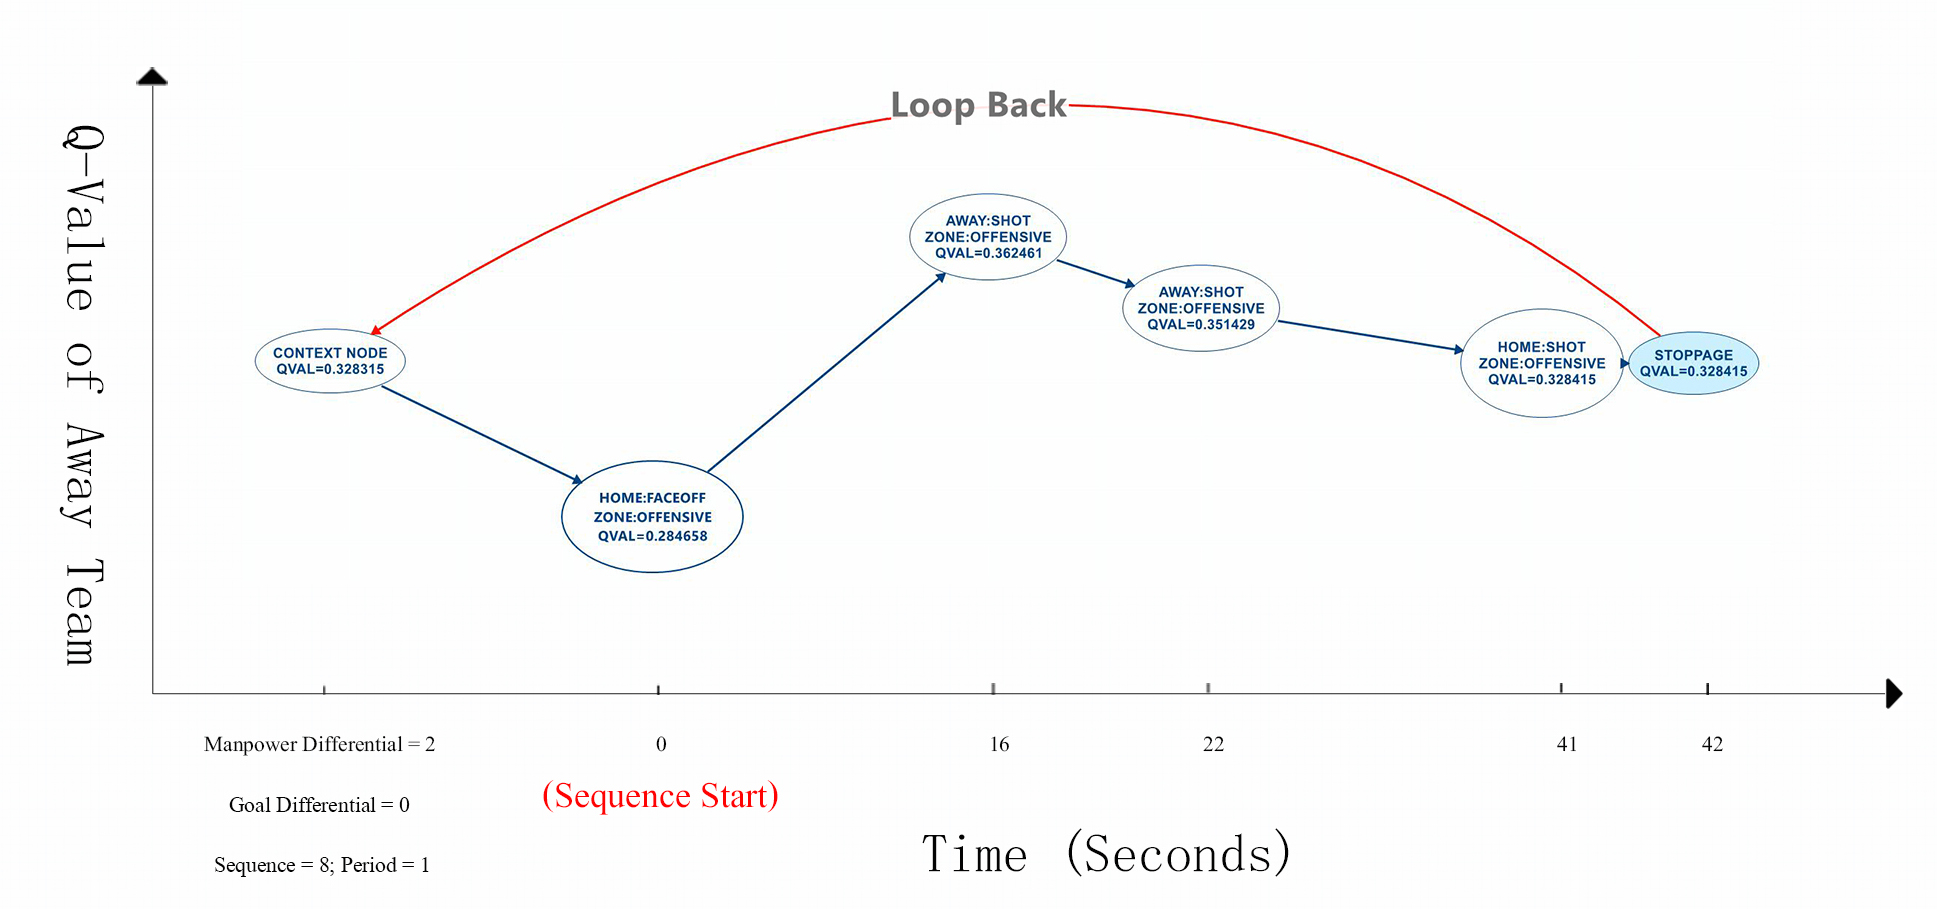 Q-Value of Away Team
Loop Back
AWAY:SHOT
ZONE:OFFENSIVE
QVAL=0.362461
AWAY:SHOT
ZONE:OFFENSIVE
QVAL=0.351429
CONTEXT NODE
QVAL=0.328315
HOME:SHOT
ZONE:OFFENSIVE
QVAL=0.328415
STOPPAGE
QVAL=0.328415
HOME:FACEOFF
ZONE:OFFENSIVE
QVAL=0.284658
Manpower Differential = 2
0
16
22
41
42
(Sequence Start)
Goal Differential = 0
Time (Seconds)
Sequence = 8; Period = 1